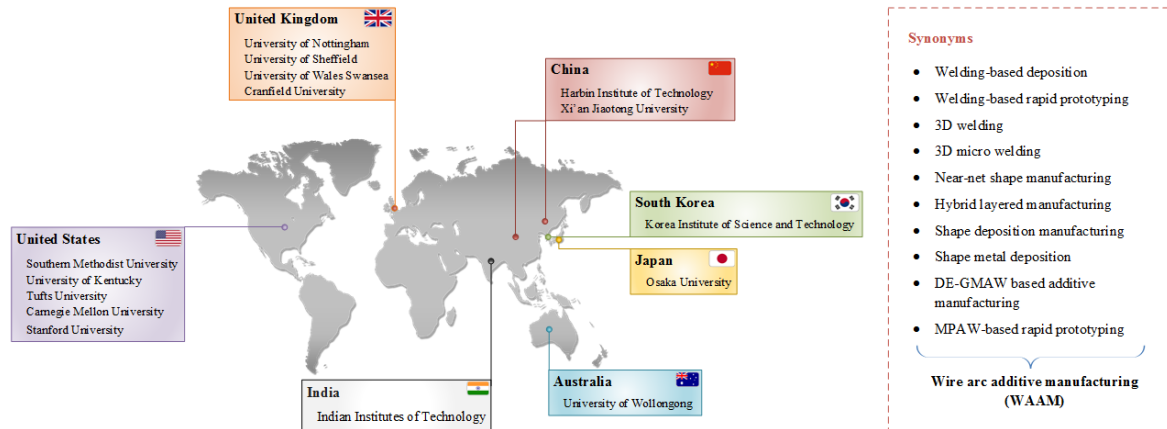 United Kingdom
University of Nottingham
University of Sheffield
University of Wales Swansea
Cranfield University
China
Harbin Institute of Technology
Xi'an Jiaotong University
South Korea
Korea Institute of Science and Technology
United States
Southern Methodist University
University of Kentucky
Tufts University
Carnegie Mellon University
Stanford University
Japan
Osaka University
India
Indian Institutes of Technology
Australia
University of Wollongong
Synonyms
• Welding-based deposition
• Welding-based rapid prototyping
• 3D welding
• 3D micro welding
• Near-net shape manufacturing
• Hybrid layered manufacturing
• Shape deposition manufacturing
• Shape metal deposition
• DE-GMAW based additive
manufacturing
• MPAW-based rapid prototyping
Wire arc additive manufacturing
(WAAM)